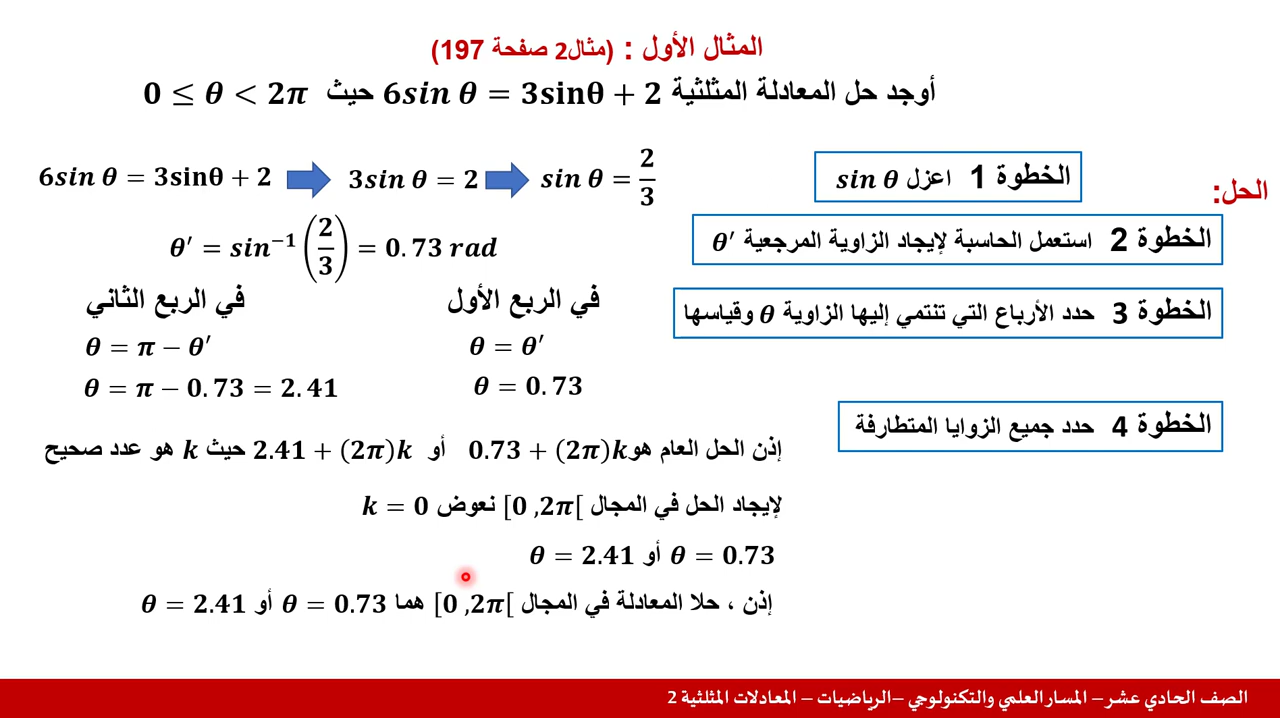 المثال الأول : (مثال2 صفحة 197)
أوجد حل المعادلة المثلثية 6sin θ = 3sinθ + 2 حيث 0 ≤ θ < 2π
الحل:
الخطوة 1 اعزل sin θ
6sin θ = 3sinθ + 2 ➡ 3sin θ = 2 ➡ sin θ = 2/3
الخطوة 2 استعمل الحاسبة لإيجاد الزاوية المرجعية θ′
θ′ = sin⁻¹(2/3) = 0.73 rad
الخطوة 3 حدد الأرباع التي تنتمي إليها الزاوية θ وقياسها
في الربع الأول
θ = θ′
θ = 0.73
في الربع الثاني
θ = π − θ′
θ = π − 0.73 = 2.41
الخطوة 4 حدد جميع الزوايا المتطارفة
إذن الحل العام هو 0.73 + (2π)k أو 2.41 + (2π)k حيث k هو عدد صحيح
لإيجاد الحل في المجال [0, 2π[ نعوض k = 0
θ = 0.73 أو θ = 2.41
إذن ، حلا المعادلة في المجال [0, 2π[ هما θ = 0.73 أو θ = 2.41
الصف الحادي عشر – المسار العلمي والتكنولوجي –الرياضيات – المعادلات المثلثية 2